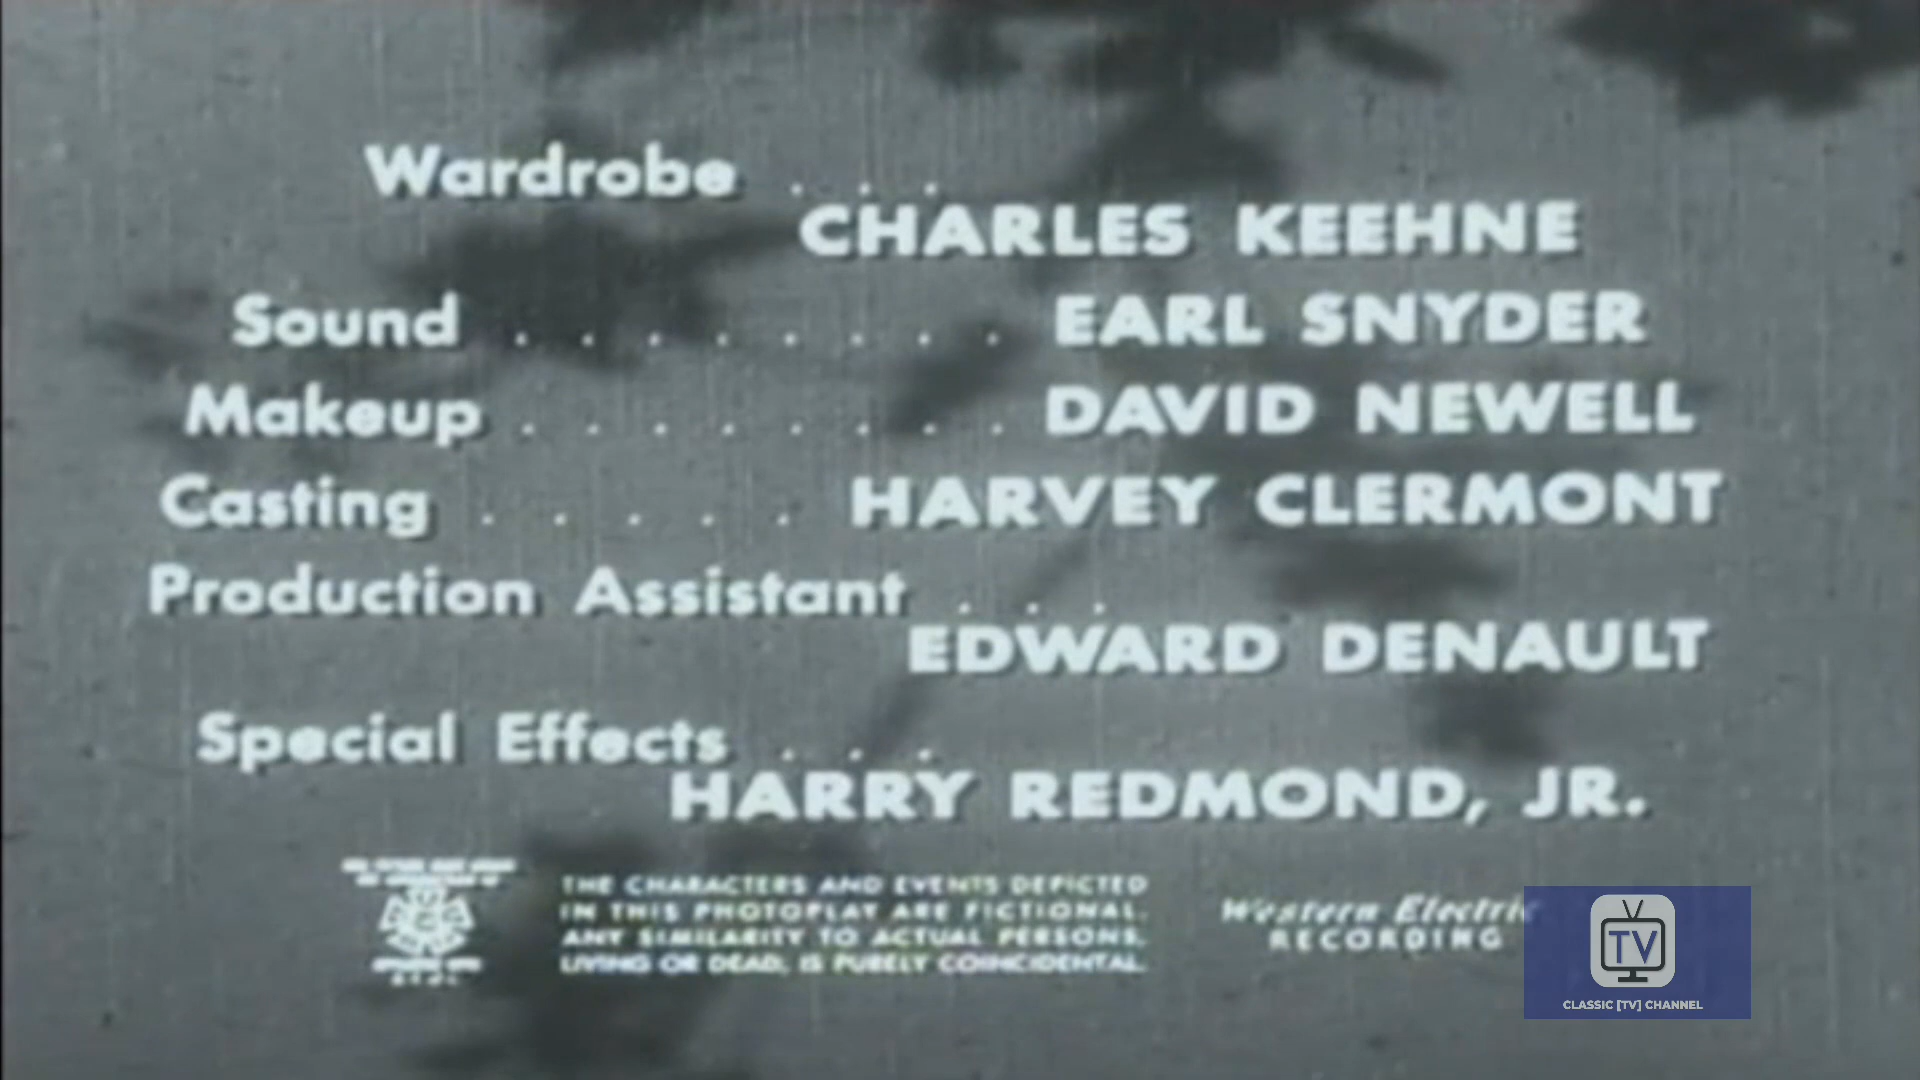 Wardrobe . . .
CHARLES KEEHNE
Sound . . . . . . . . EARL SNYDER
Makeup . . . . . . . . DAVID NEWELL
Casting . . . . . HARVEY CLERMONT
Production Assistant . . .
EDWARD DENAULT
Special Effects . . .
HARRY REDMOND, JR.
THE CHARACTERS AND EVENTS DEPICTED
IN THIS PHOTOPLAY ARE FICTIONAL.
ANY SIMILARITY TO ACTUAL PERSONS,
LIVING OR DEAD, IS PURELY COINCIDENTAL.
Western Electric
RECORDING
TV
CLASSIC [TV] CHANNEL